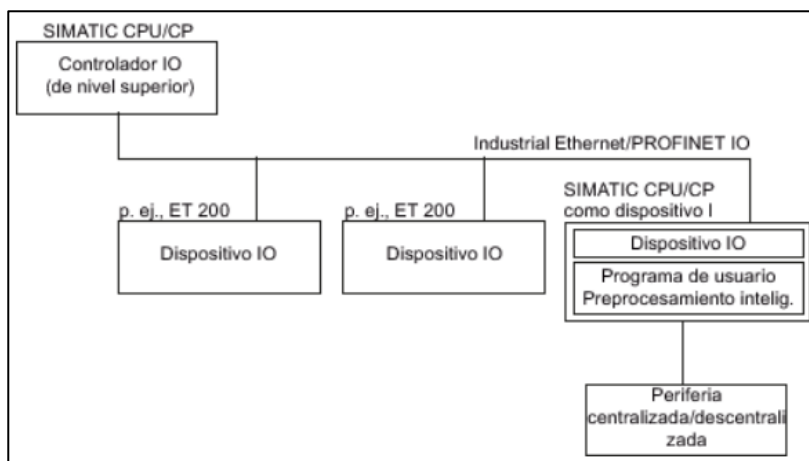 SIMATIC CPU/CP
Controlador IO
(de nivel superior)
Industrial Ethernet/PROFINET IO
p. ej., ET 200
Dispositivo IO
p. ej., ET 200
Dispositivo IO
SIMATIC CPU/CP
como dispositivo I
Dispositivo IO
Programa de usuario
Preprocesamiento intelig.
Periferia
centralizada/descentrali
zada